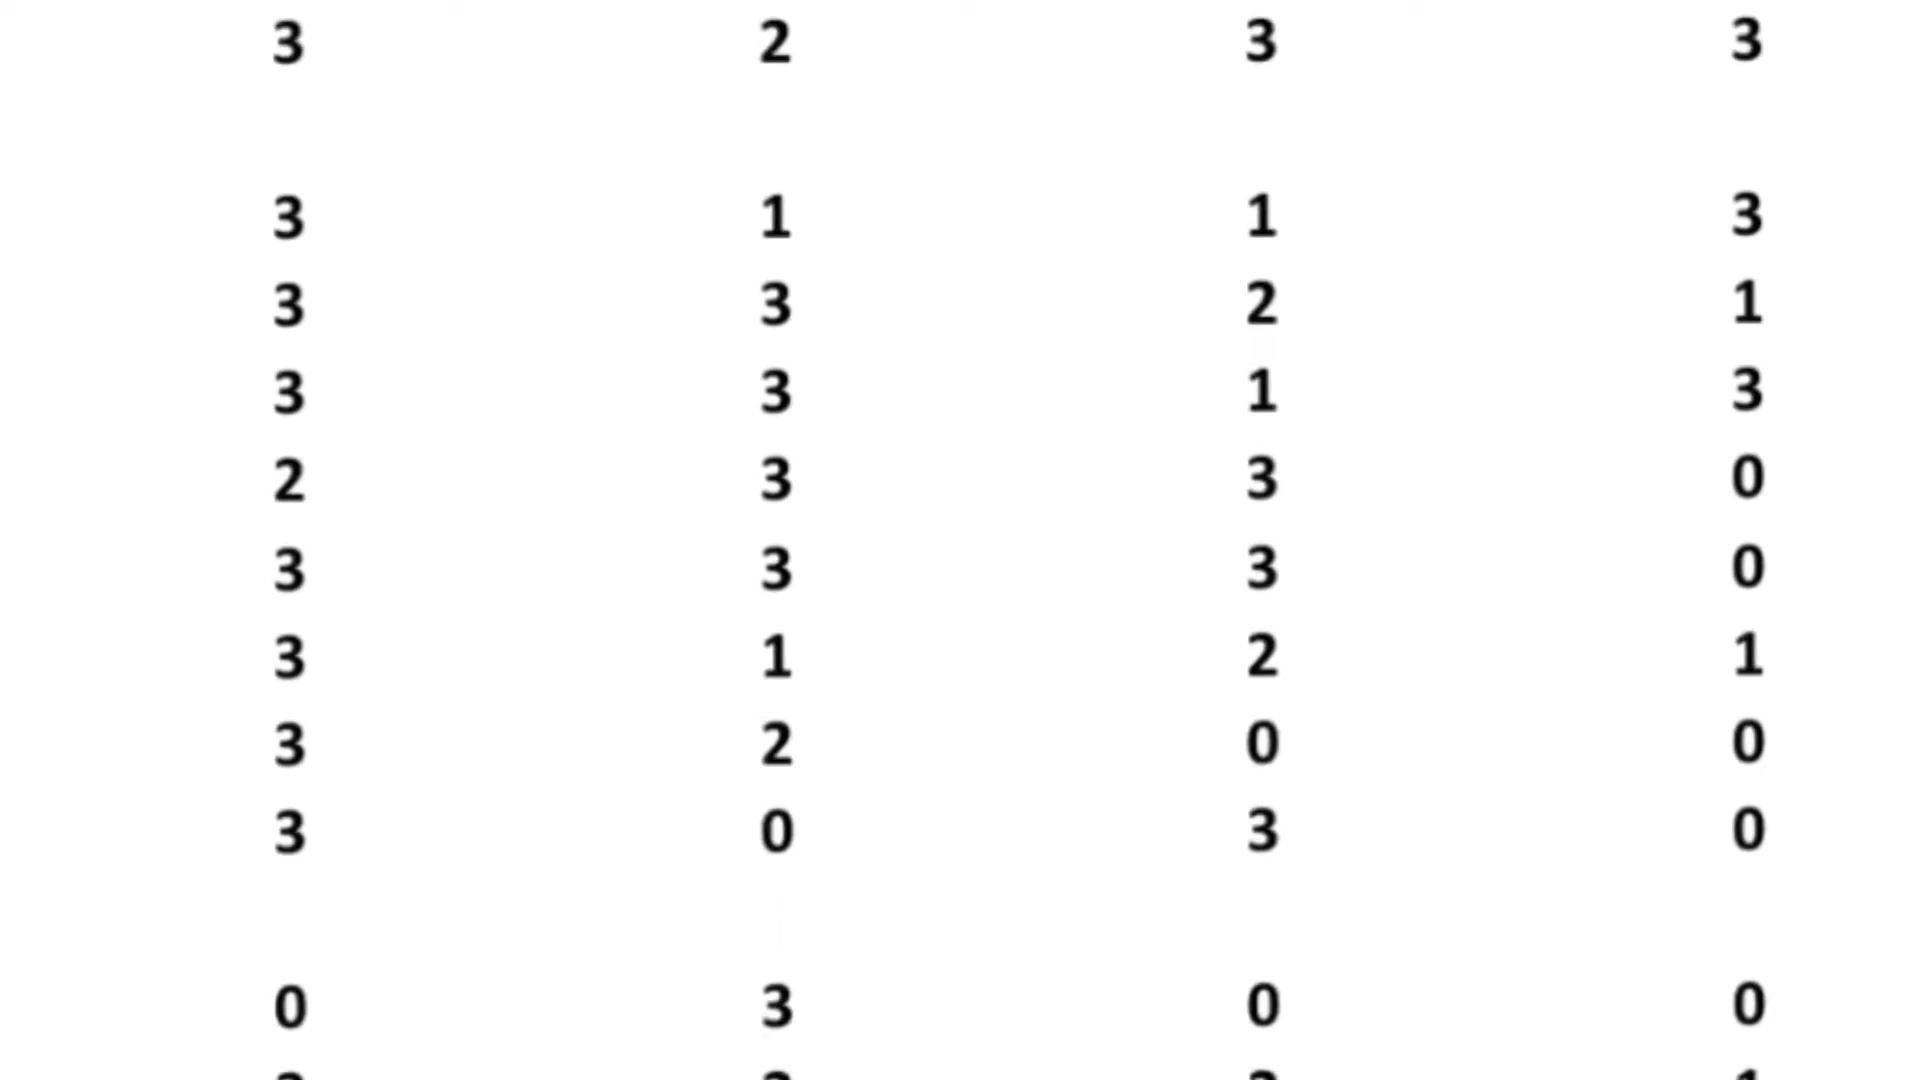 3 2 3 3
3 1 1 3
3 3 2 1
3 3 1 3
2 3 3 0
3 3 3 0
3 1 2 1
3 2 0 0
3 0 3 0
0 3 0 0